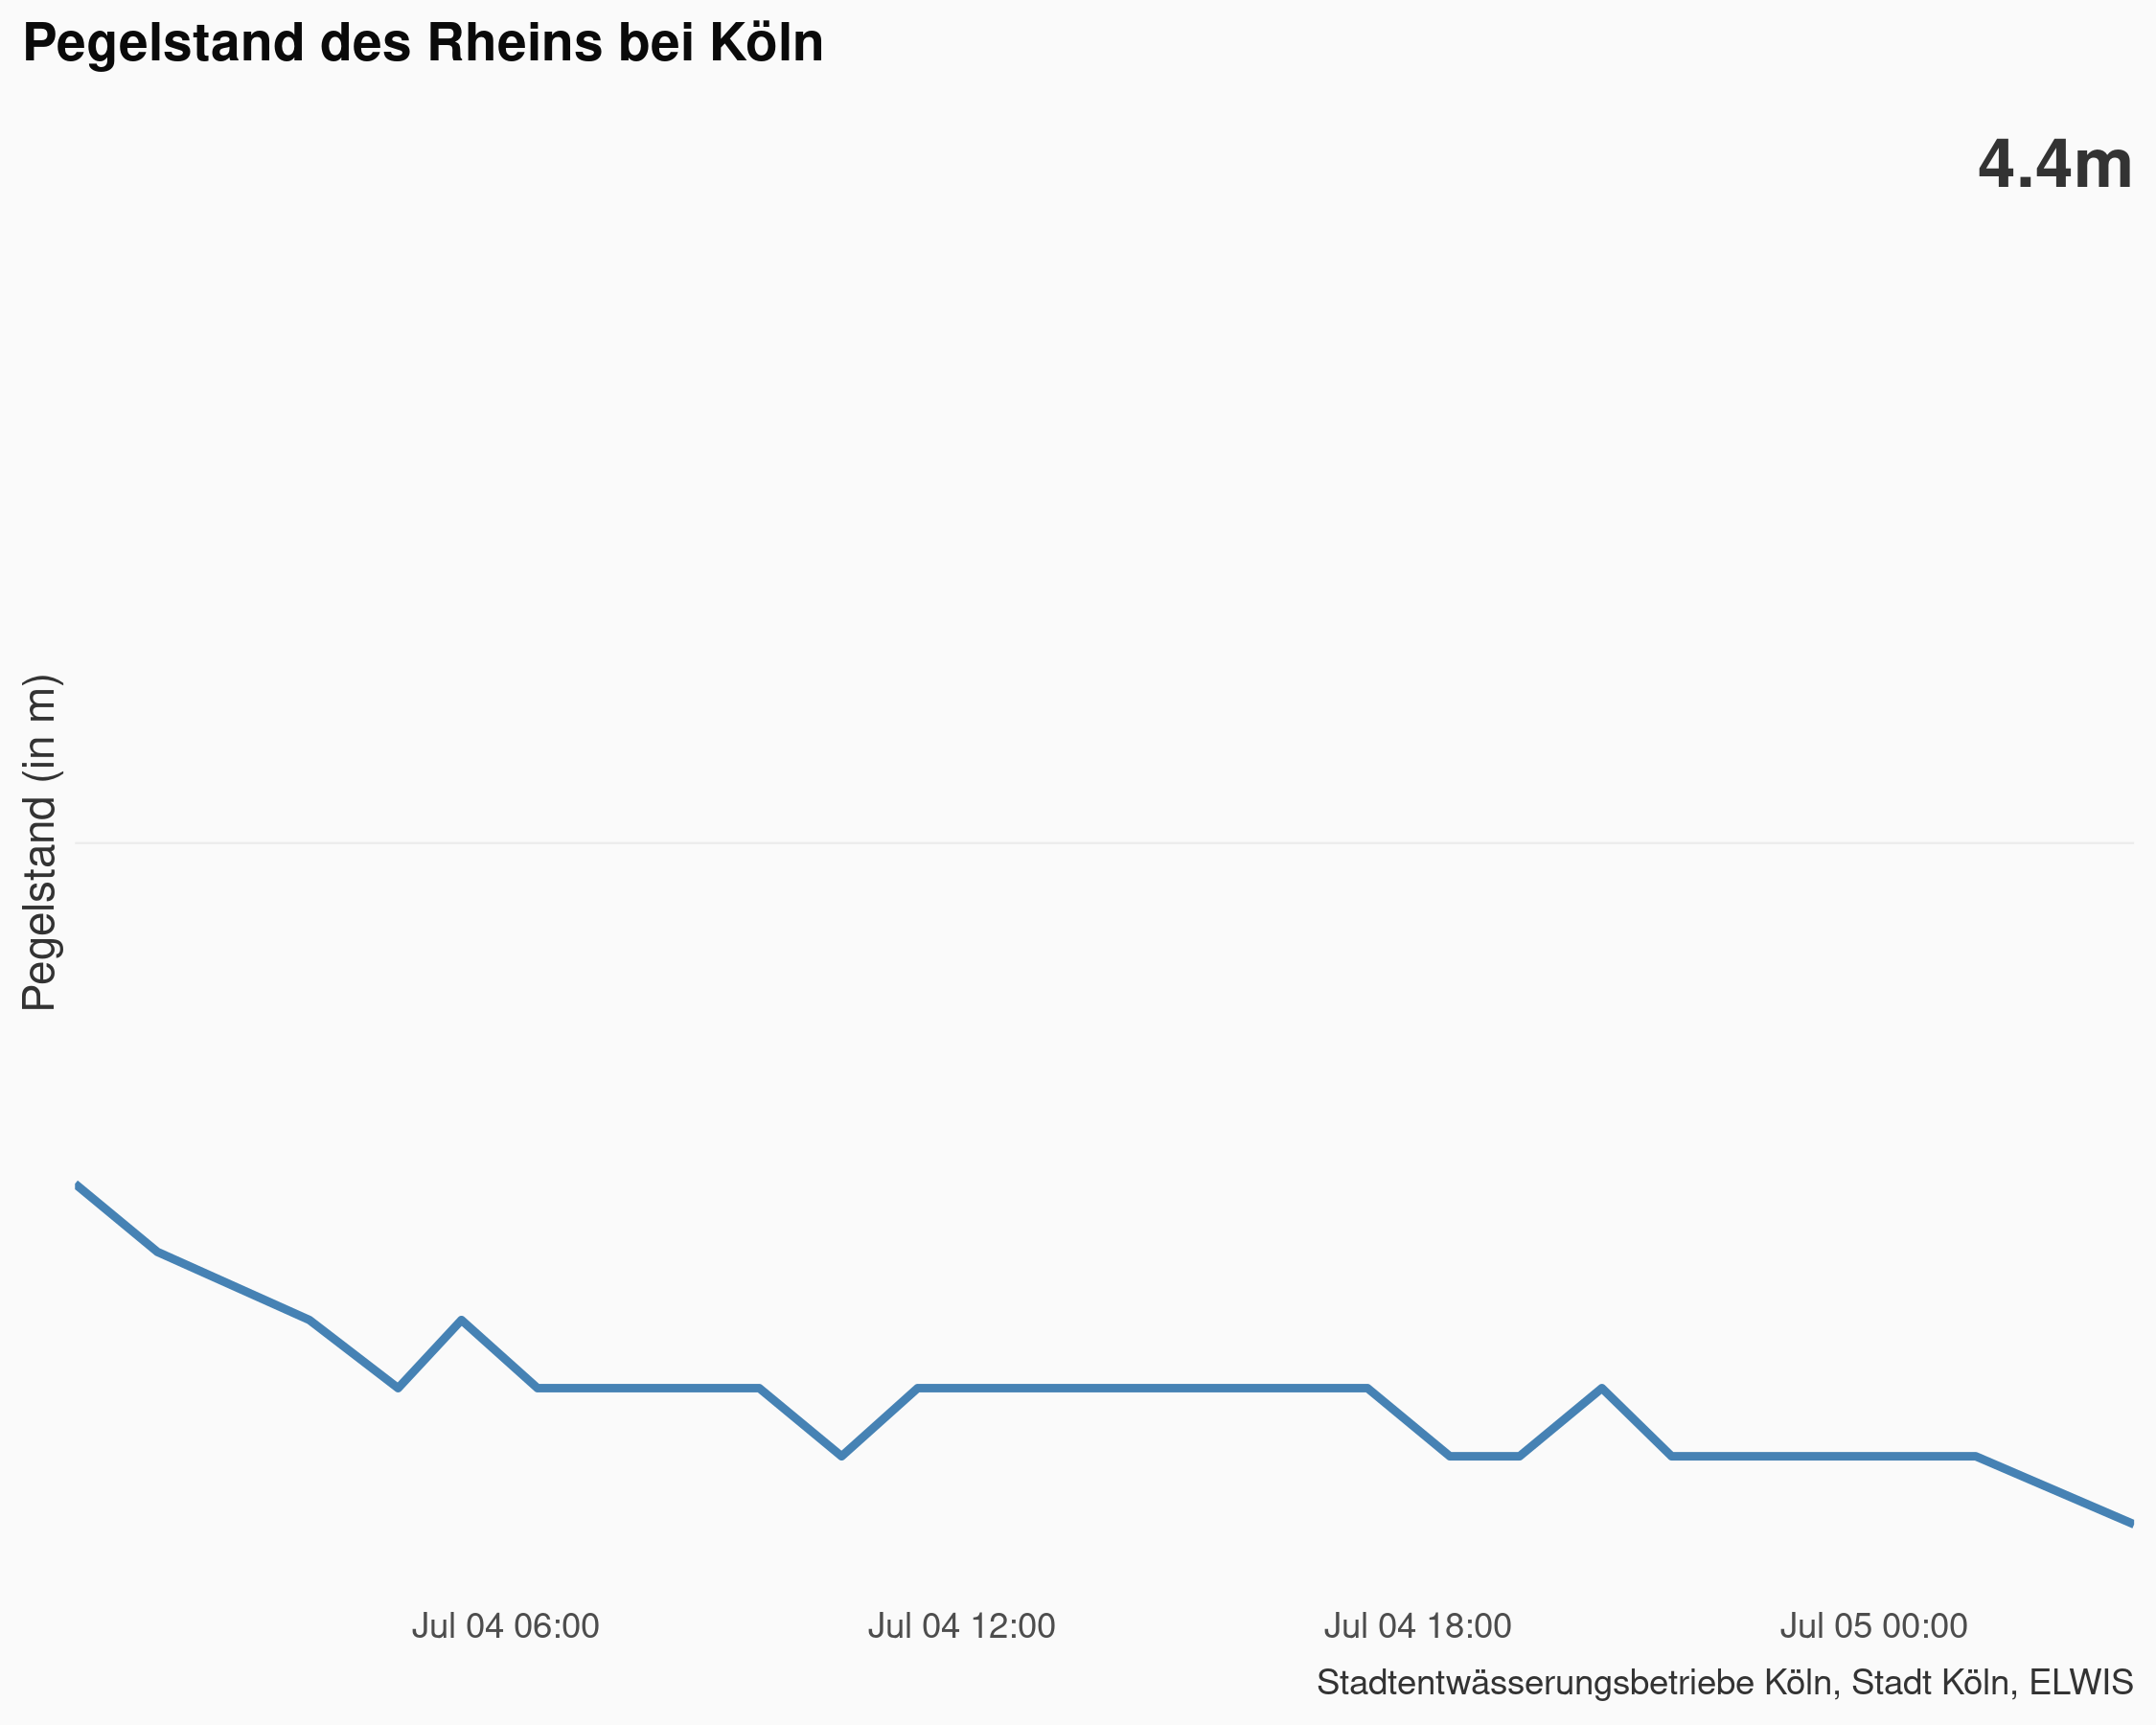 Pegelstand des Rheins bei Köln
4.4m
Pegelstand (in m)
Jul 04 06:00 Jul 04 12:00 Jul 04 18:00 Jul 05 00:00
Stadtentwässerungsbetriebe Köln, Stadt Köln, ELWIS